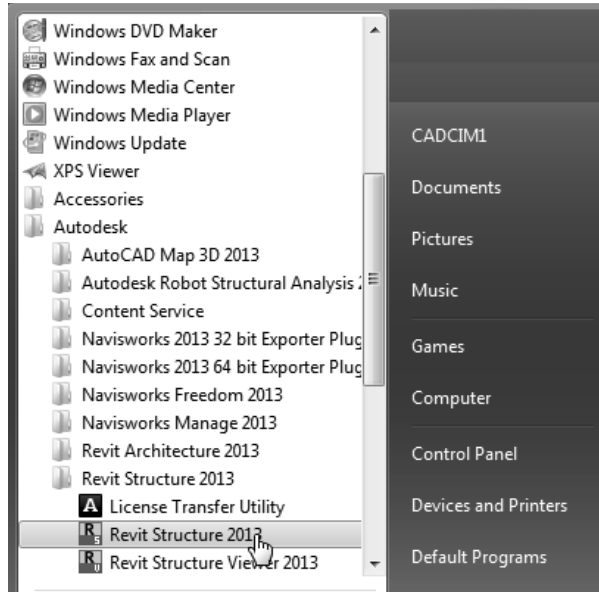 Windows DVD Maker
Windows Fax and Scan
Windows Media Center
Windows Media Player
Windows Update
XPS Viewer
Accessories
Autodesk
AutoCAD Map 3D 2013
Autodesk Robot Structural Analysis
Content Service
Navisworks 2013 32 bit Exporter Plug
Navisworks 2013 64 bit Exporter Plug
Navisworks Freedom 2013
Navisworks Manage 2013
Revit Architecture 2013
Revit Structure 2013
License Transfer Utility
Revit Structure 2013
Revit Structure Viewer 2013
CADCIM1
Documents
Pictures
Music
Games
Computer
Control Panel
Devices and Printers
Default Programs